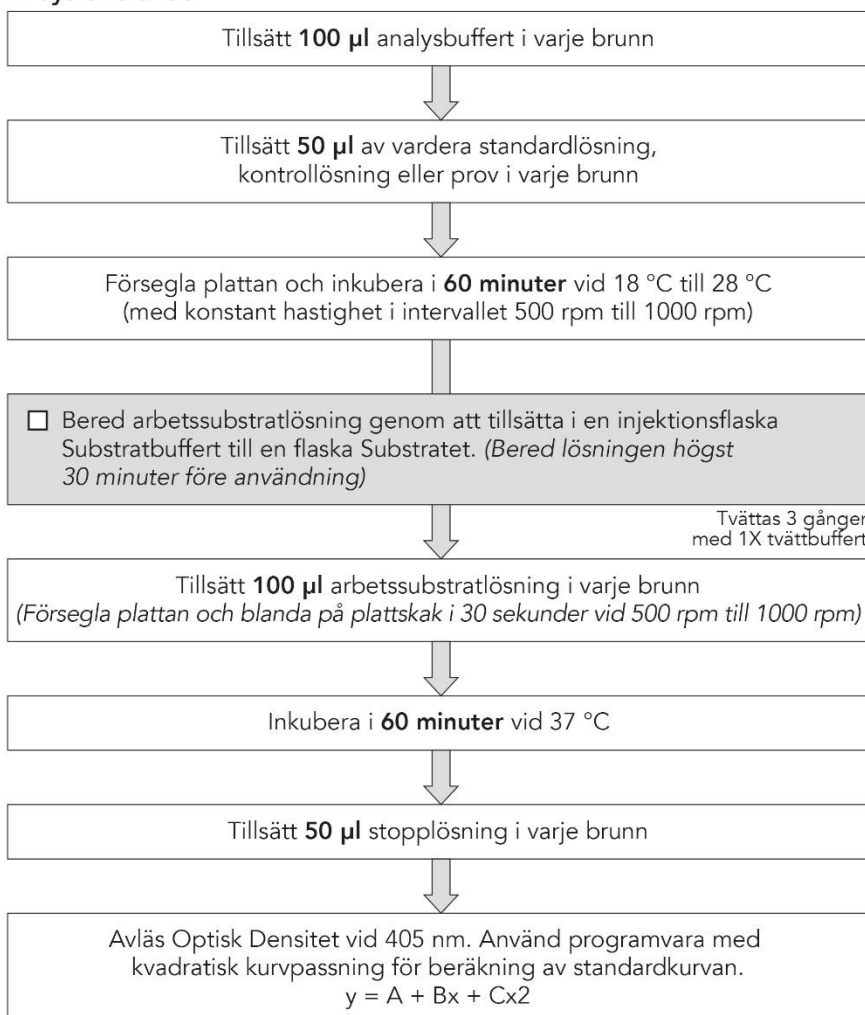 Tillsätt 100 µl analysbuffert i varje brunn
Tillsätt 50 µl av vardera standardlösning,
kontrollösning eller prov i varje brunn
Försegla plattan och inkubera i 60 minuter vid 18 °C till 28 °C
(med konstant hastighet i intervallet 500 rpm till 1000 rpm)
Bered arbetssubstratlösning genom att tillsätta i en injektionsflaska
Substratbuffert till en flaska Substratet. (Bered lösningen högst
30 minuter före användning)
Tvättas 3 gånger
med 1X tvättbuffert
Tillsätt 100 µl arbetssubstratlösning i varje brunn
(Försegla plattan och blanda på plattskak i 30 sekunder vid 500 rpm till 1000 rpm)
Inkubera i 60 minuter vid 37 °C
Tillsätt 50 µl stopplösning i varje brunn
Avläs Optisk Densitet vid 405 nm. Använd programvara med
kvadratisk kurvpassning för beräkning av standardkurvan.
y = A + Bx + Cx2